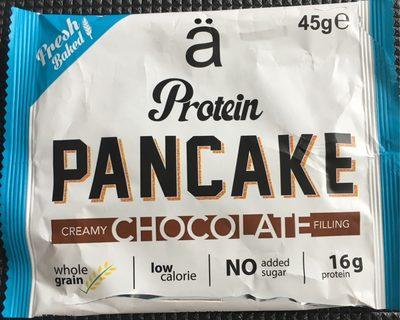 Fresh
Baked
ä
45g℮
Protein
PANCAKE
CREAMY CHOCOLATE FILLING
whole
grain
low
calorie
NO added
sugar
16g
protein